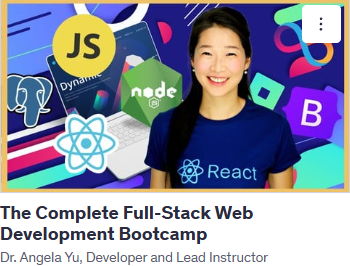 JS
Dynamic
node
JS
B
React
The Complete Full-Stack Web
Development Bootcamp
Dr. Angela Yu, Developer and Lead Instructor